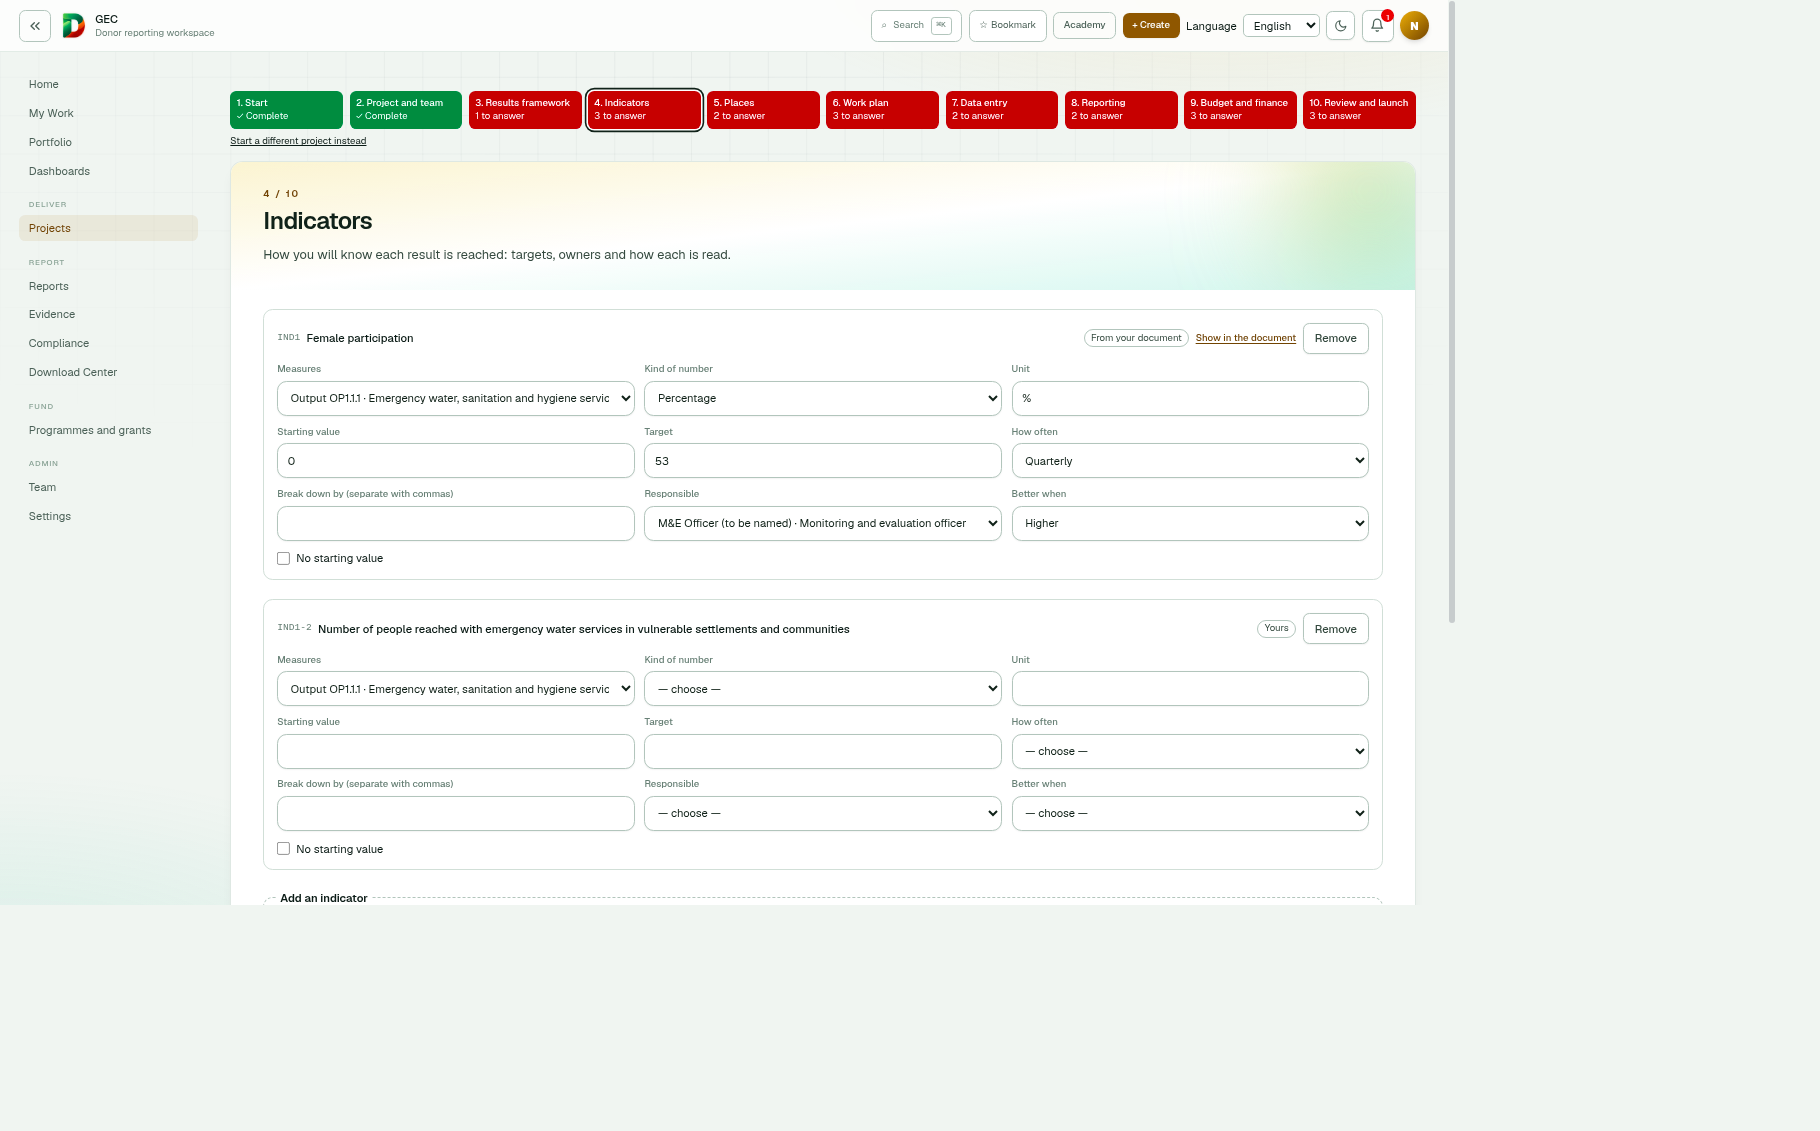 GEC
Donor reporting workspace
Search ⌘K
☆ Bookmark
Academy
+ Create
Language
English
1
N
Home
My Work
Portfolio
Dashboards
DELIVER
Projects
REPORT
Reports
Evidence
Compliance
Download Center
FUND
Programmes and grants
ADMIN
Team
Settings
1. Start
✓ Complete
2. Project and team
✓ Complete
3. Results framework
1 to answer
4. Indicators
3 to answer
5. Places
2 to answer
6. Work plan
3 to answer
7. Data entry
2 to answer
8. Reporting
2 to answer
9. Budget and finance
3 to answer
10. Review and launch
3 to answer
Start a different project instead
4 / 10
Indicators
How you will know each result is reached: targets, owners and how each is read.
IND1 Female participation
From your document
Show in the document
Remove
Measures
Kind of number
Unit
Output OP1.1.1 · Emergency water, sanitation and hygiene servic
Percentage
%
Starting value
Target
How often
0
53
Quarterly
Break down by (separate with commas)
Responsible
Better when
M&E Officer (to be named) · Monitoring and evaluation officer
Higher
No starting value
IND1-2 Number of people reached with emergency water services in vulnerable settlements and communities
Yours
Remove
Measures
Kind of number
Unit
Output OP1.1.1 · Emergency water, sanitation and hygiene servic
— choose —
Starting value
Target
How often
— choose —
Break down by (separate with commas)
Responsible
Better when
— choose —
— choose —
No starting value
Add an indicator